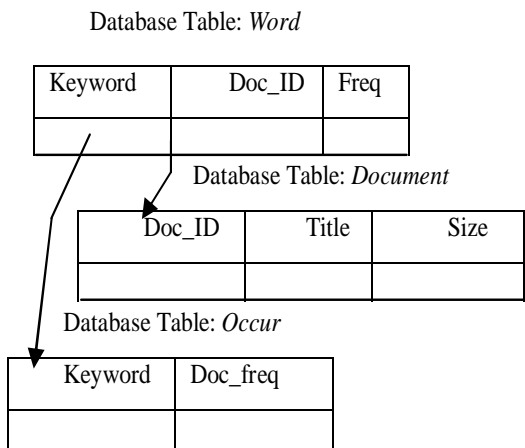 Database Table: Word
Keyword Doc_ID Freq
Database Table: Document
Doc_ID Title Size
Database Table: Occur
Keyword Doc_freq